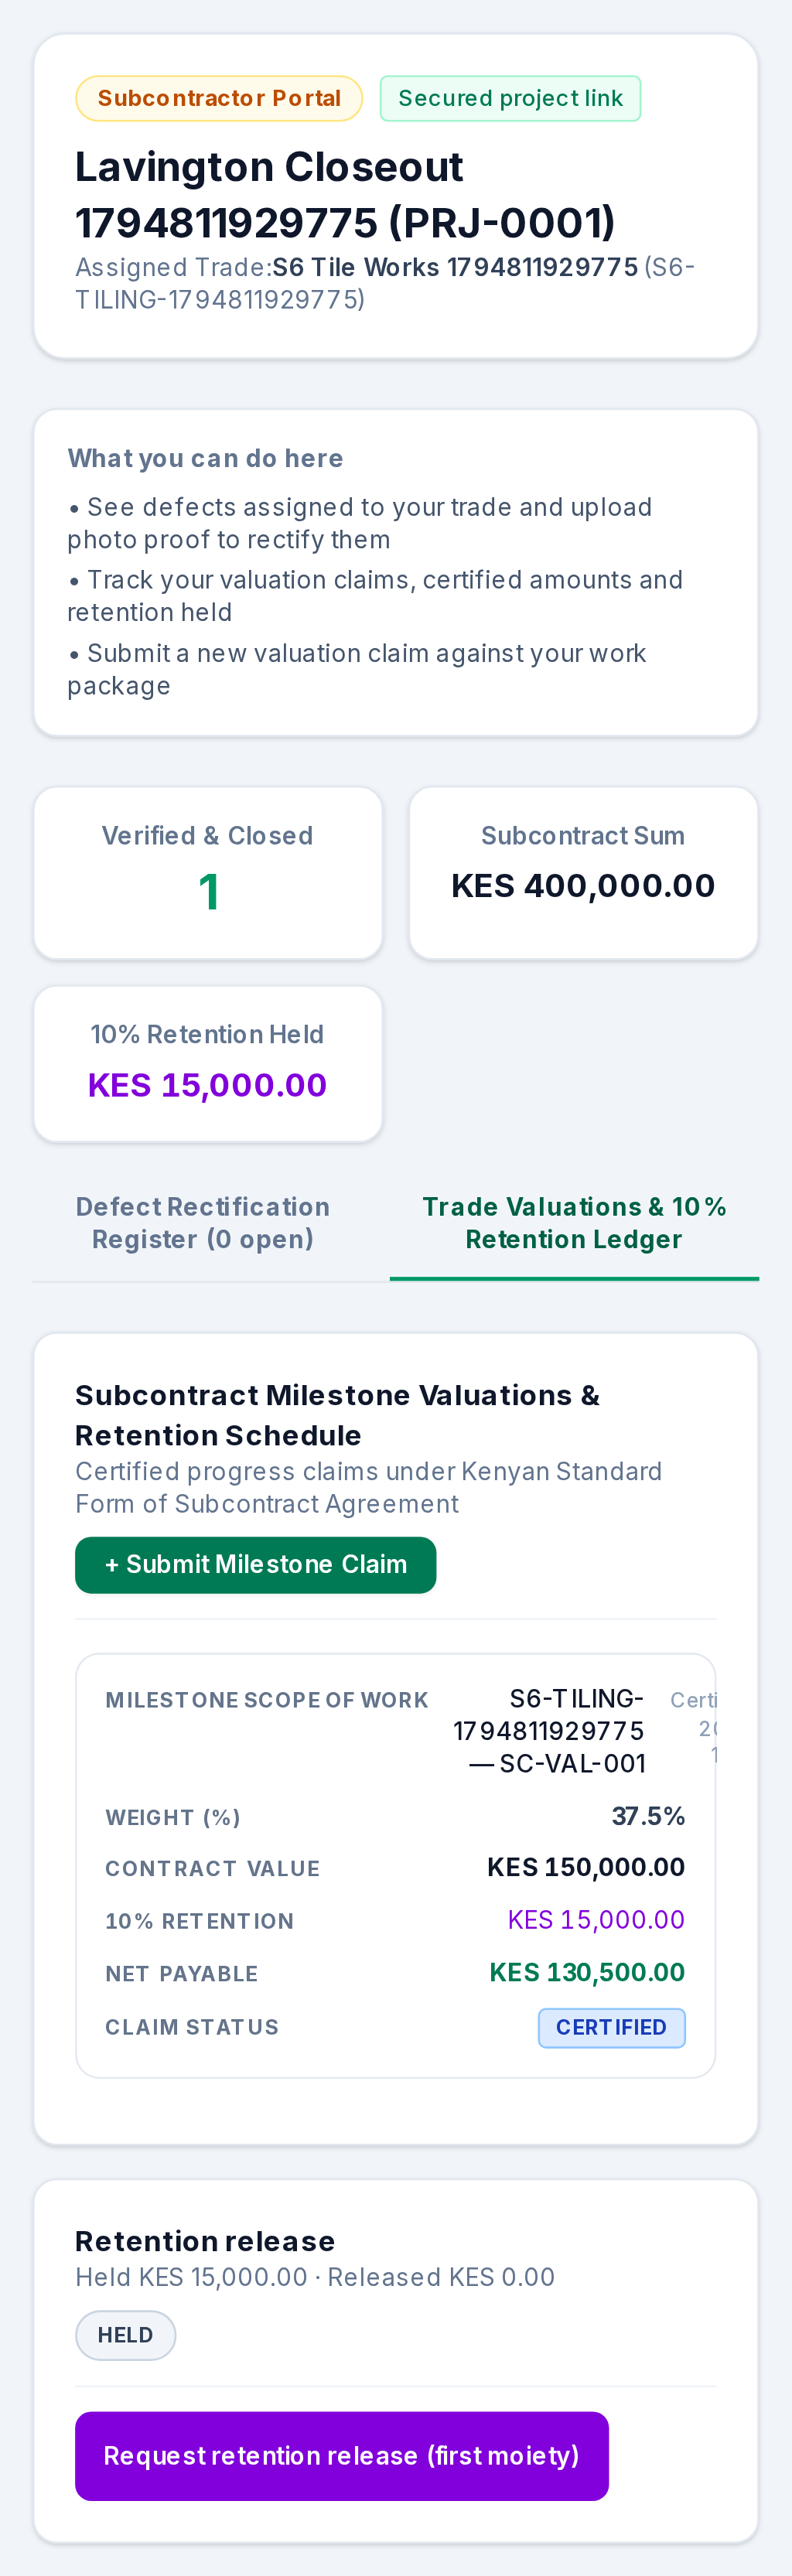 Subcontractor Portal
Secured project link
Lavington Closeout
1794811929775 (PRJ-0001)
Assigned Trade:S6 Tile Works 1794811929775 (S6-
TILING-1794811929775)
What you can do here
• See defects assigned to your trade and upload
photo proof to rectify them
• Track your valuation claims, certified amounts and
retention held
• Submit a new valuation claim against your work
package
Verified & Closed
1
Subcontract Sum
KES 400,000.00
10% Retention Held
KES 15,000.00
Defect Rectification
Register (0 open)
Trade Valuations & 10%
Retention Ledger
Subcontract Milestone Valuations &
Retention Schedule
Certified progress claims under Kenyan Standard
Form of Subcontract Agreement
+ Submit Milestone Claim
MILESTONE SCOPE OF WORK
S6-TILING-
1794811929775
— SC-VAL-001
WEIGHT (%)
37.5%
CONTRACT VALUE
KES 150,000.00
10% RETENTION
KES 15,000.00
NET PAYABLE
KES 130,500.00
CLAIM STATUS
CERTIFIED
Retention release
Held KES 15,000.00 · Released KES 0.00
HELD
Request retention release (first moiety)